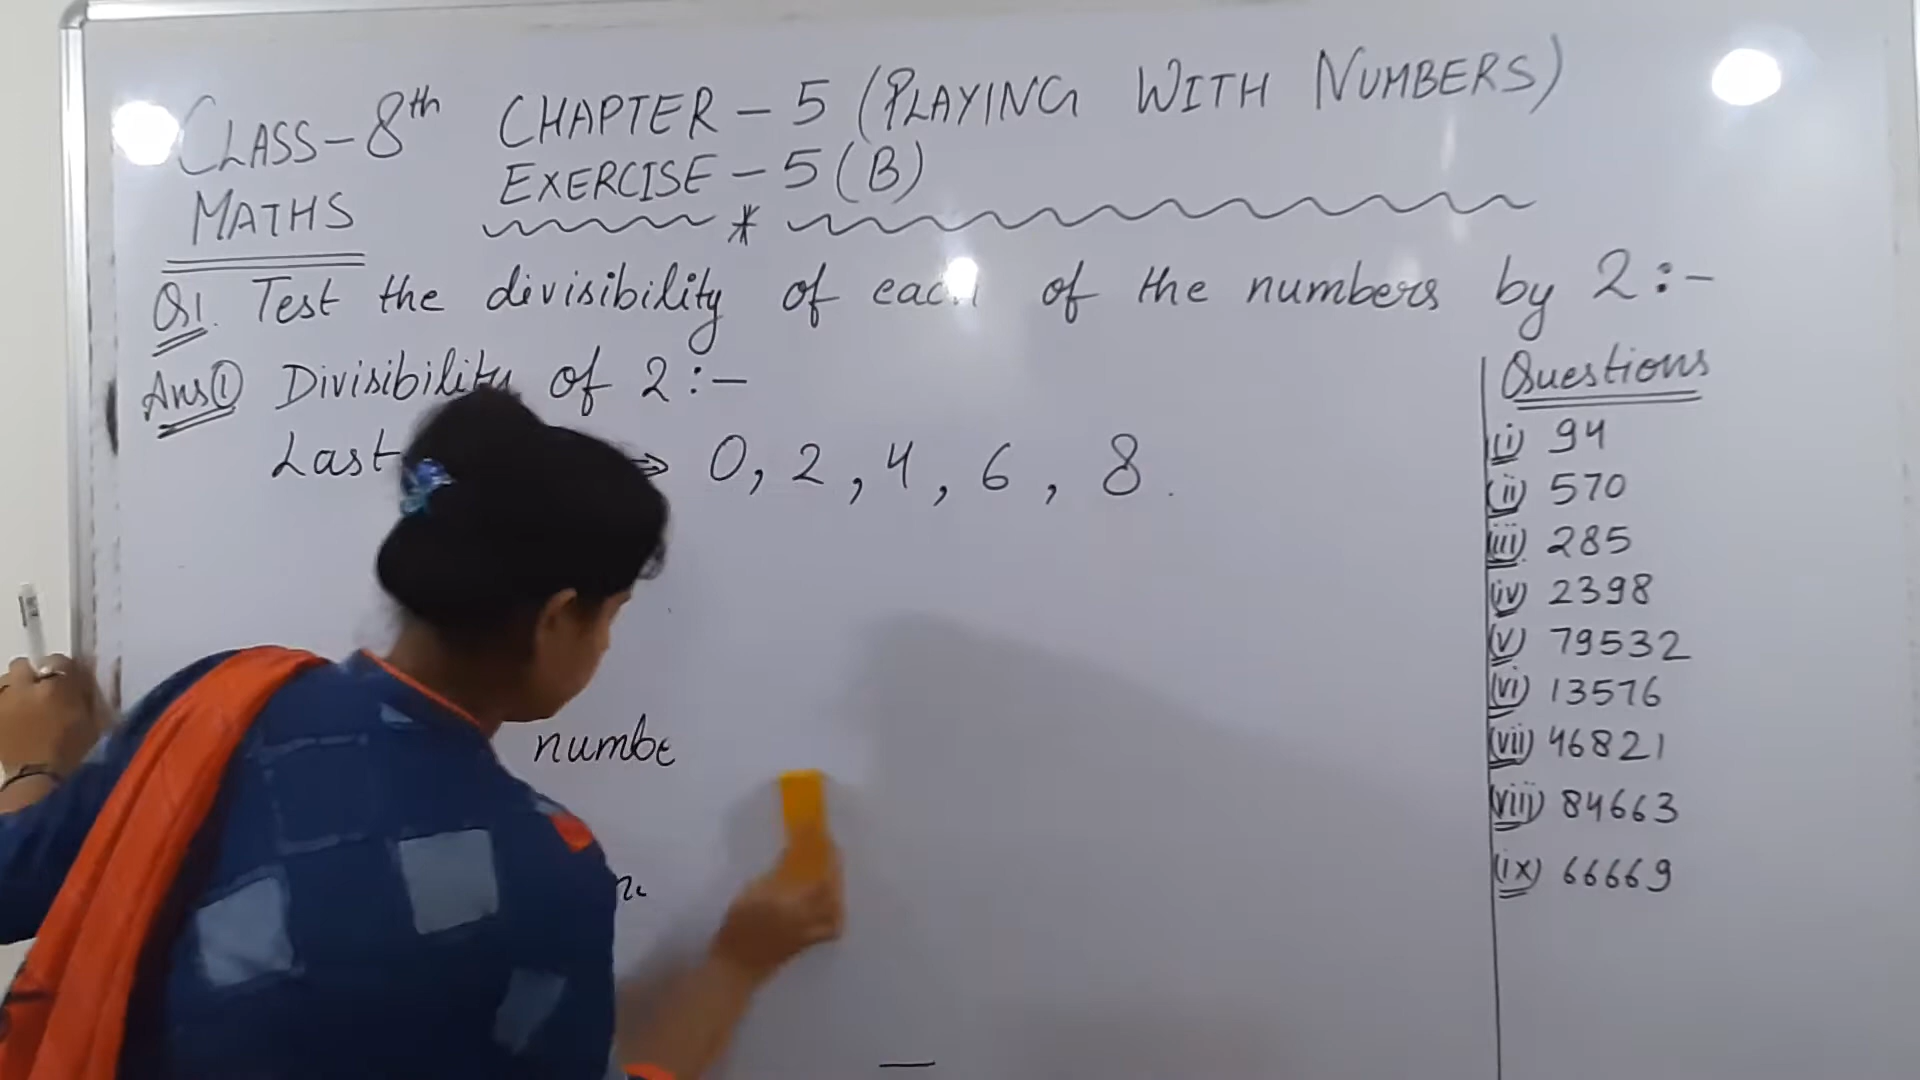 CLASS-8th CHAPTER-5 (PLAYING WITH NUMBERS)
MATHS EXERCISE-5(B)
Q1. Test the divisibility of each of the numbers by 2:-
Ans① Divisibility of 2:-
Last ⇒ 0, 2, 4, 6, 8.
numbe
Questions
(i) 94
(ii) 570
(iii) 285
(iv) 2398
(v) 79532
(vi) 13576
(vii) 46821
(viii) 84663
(ix) 66669